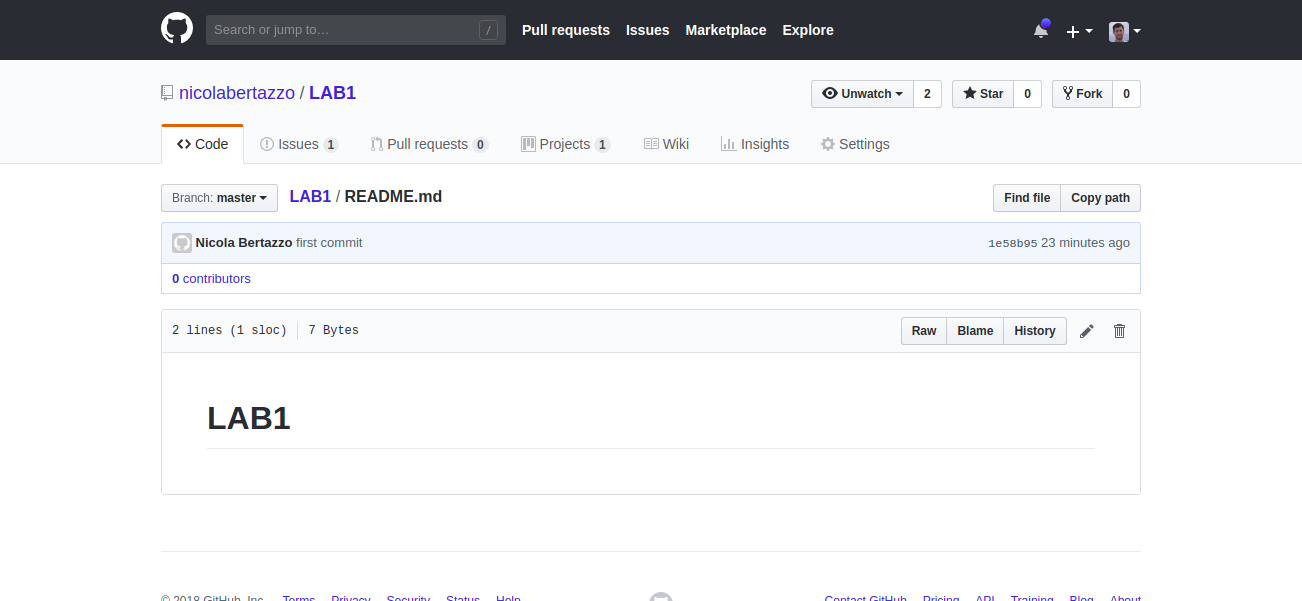 Search or jump to… / Pull requests Issues Marketplace Explore
nicolabertazzo / LAB1 Unwatch 2 Star 0 Fork 0
Code Issues 1 Pull requests 0 Projects 1 Wiki Insights Settings
Branch: master LAB1 / README.md Find file Copy path
Nicola Bertazzo first commit 1e58b95 23 minutes ago
0 contributors
2 lines (1 sloc) 7 Bytes Raw Blame History
LAB1
© 2018 GitHub, Inc. Terms Privacy Security Status Help Contact GitHub Pricing API Training Blog About